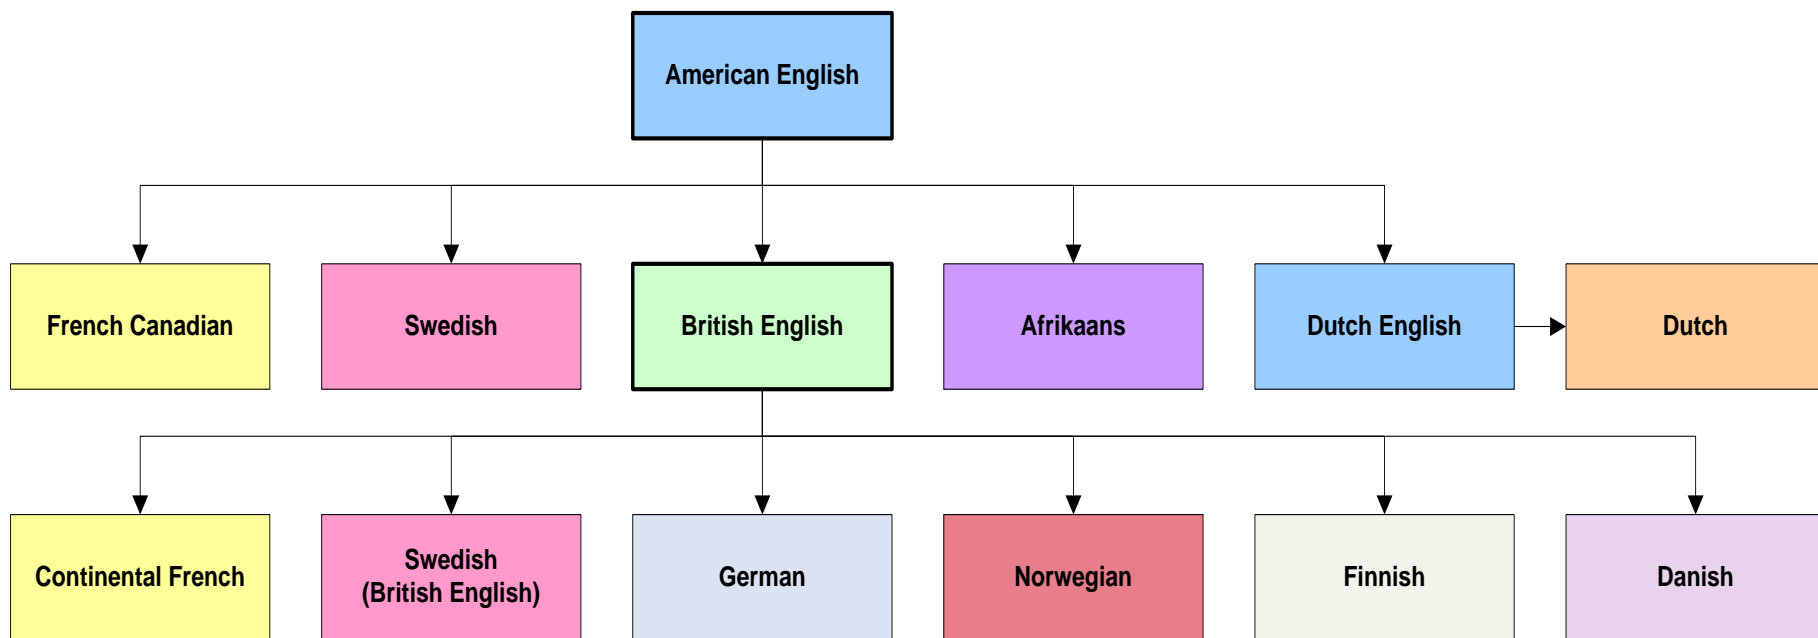 American English
French Canadian
Swedish
British English
Afrikaans
Dutch English
Dutch
Continental French
Swedish
(British English)
German
Norwegian
Finnish
Danish